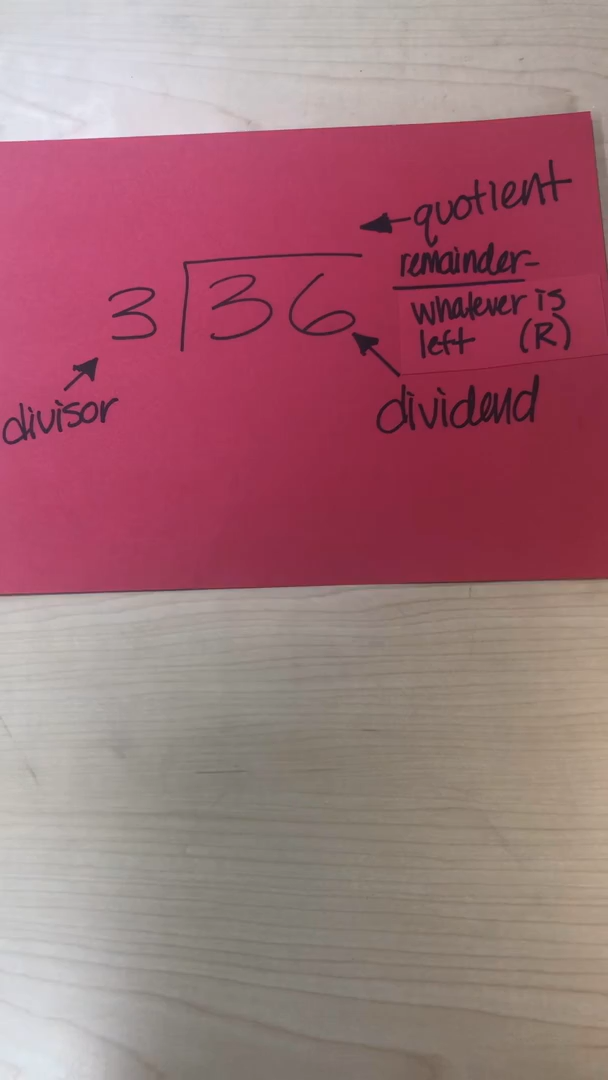 quotient
remainder-
whatever is
left (R)
3 36
divisor
dividend